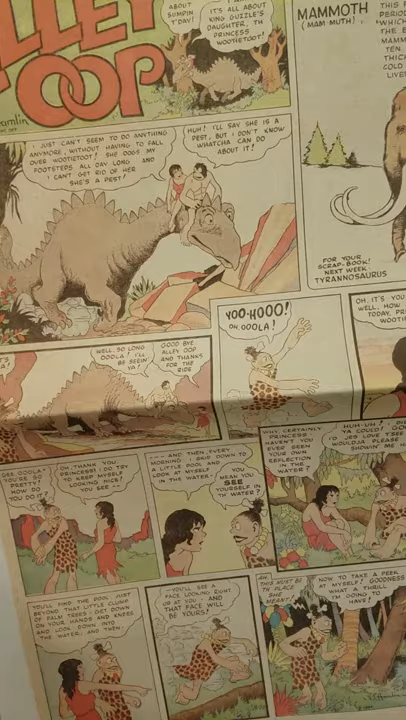 ALLEY
OOP
ABOUT
SUMPIN
T'DAY!
IT'S ALL ABOUT
KING GUZZLE'S
DAUGHTER, TH'
PRINCESS
WOOTIETOOT!
MAMMOTH
(MAM'MUTH)
I JUST CAN'T SEEM TO DO ANYTHING
ANYMORE, WITHOUT HAVING TO FALL
OVER WOOTIETOOT! SHE DOGS MY
FOOTSTEPS ALL DAY LONG AND
I CAN'T GET RID OF HER
SHE'S A PEST!
HUH! I'LL SAY SHE IS A
PEST, BUT I DON'T KNOW
WHATCHA CAN DO
ABOUT IT!
FOR YOUR
SCRAP-BOOK!
NEXT WEEK
TYRANNOSAURUS
WELL, SO LONG
OOOLA! I'LL
BE SEEIN'
YA!
GOOD BYE
ALLEY OOP
AND THANKS
FOR THE
RIDE
YOO-HOOO!
OH, OOOLA!
OH, IT'S YOU
WELL, HOW
TODAY, PR
GEE, OOOLA
YOU'RE SO
PRETTY!
HOW DO
YOU DO IT?
OH, THANK YOU,
PRINCESS! I DO TRY
TO KEEP MYSELF
LOOKING NICE!
YOU SEE --
--- AND THEN, EVERY
MORNING I BEND DOWN TO
A LITTLE POOL AND
LOOK AT MYSELF
IN THE WATER!
YOU
MEAN YOU
SEE
YOURSELF IN
TH' WATER?
WHY, CERTAINLY
PRINCESS
HAVEN'T YOU
EVER SEEN
YOUR OWN
REFLECTION
IN THE
WATER?
YOU'LL FIND THE POOL JUST
BEYOND THAT LITTLE CLUMP
OF PALM TREES! GET DOWN
ON YOUR HANDS AND KNEES
AND LOOK DOWN INTO
THE WATER, AND THEN!
--YOU'LL SEE A
FACE LOOKING RIGHT
UP AT YOU! AND
THAT FACE WILL
BE YOURS!
AH,
THIS MUST BE
TH' PLACE
SHE
MEANT!
NOW TO TAKE A PEEK
AT MYSELF! GOODNESS
WHAT A THRILL
I'M GOING TO
HAVE!